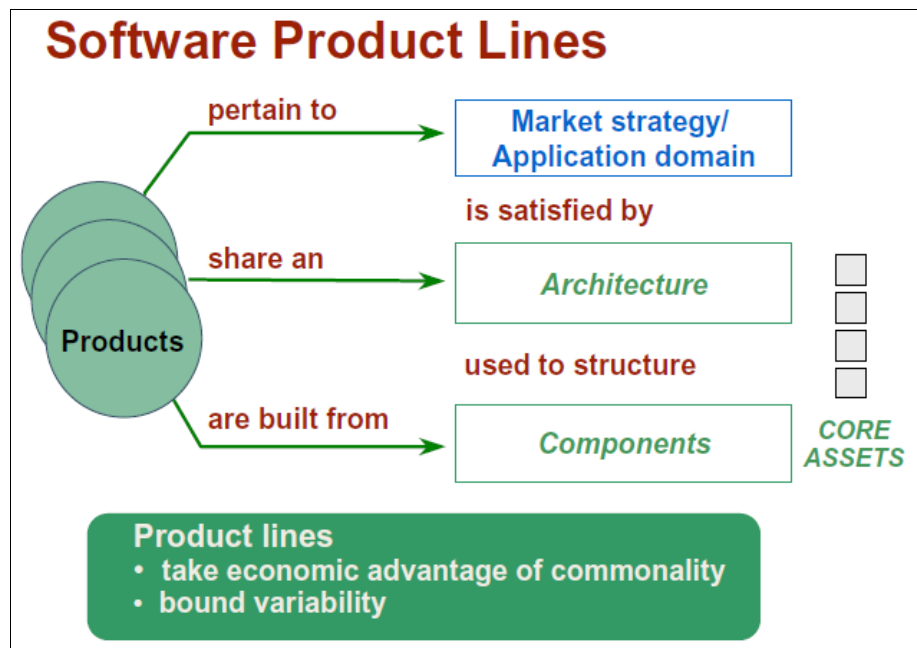 Software Product Lines
pertain to
Market strategy/
Application domain
is satisfied by
share an
Architecture
Products
used to structure
are built from
Components
CORE
ASSETS
Product lines
• take economic advantage of commonality
• bound variability